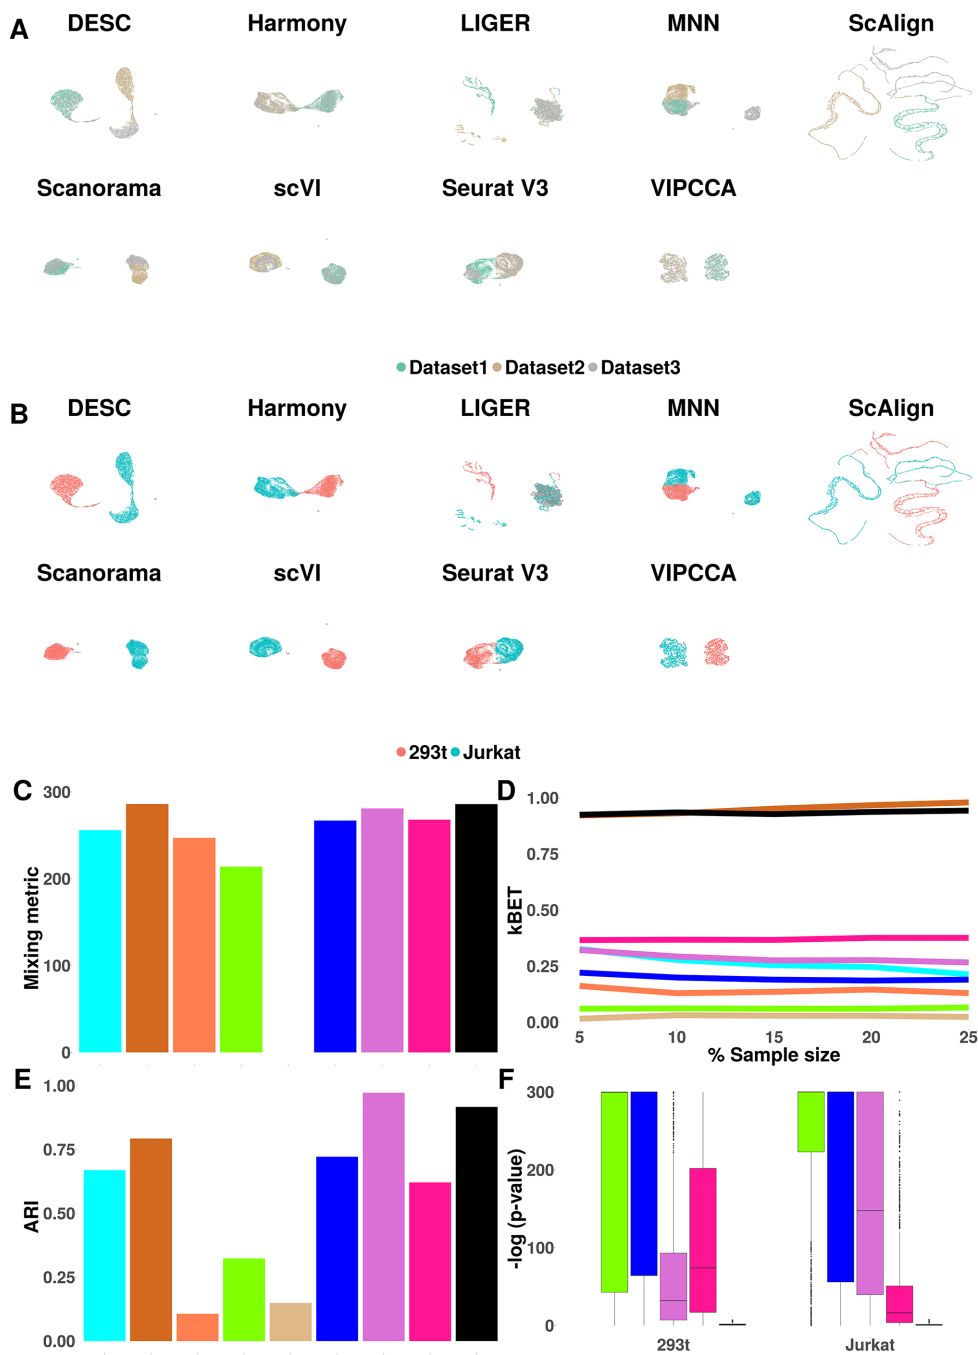 A
DESC Harmony LIGER MNN ScAlign
Scanorama scVI Seurat V3 VIPCCA
Dataset1 Dataset2 Dataset3
B
DESC Harmony LIGER MNN ScAlign
Scanorama scVI Seurat V3 VIPCCA
293t Jurkat
C
Mixing metric
300
200
100
0
D
kBET
1.00
0.75
0.50
0.25
0.00
5 10 15 20 25
% Sample size
E
ARI
1.00
0.75
0.50
0.25
0.00
F
-log (p-value)
300
200
100
0
293t Jurkat